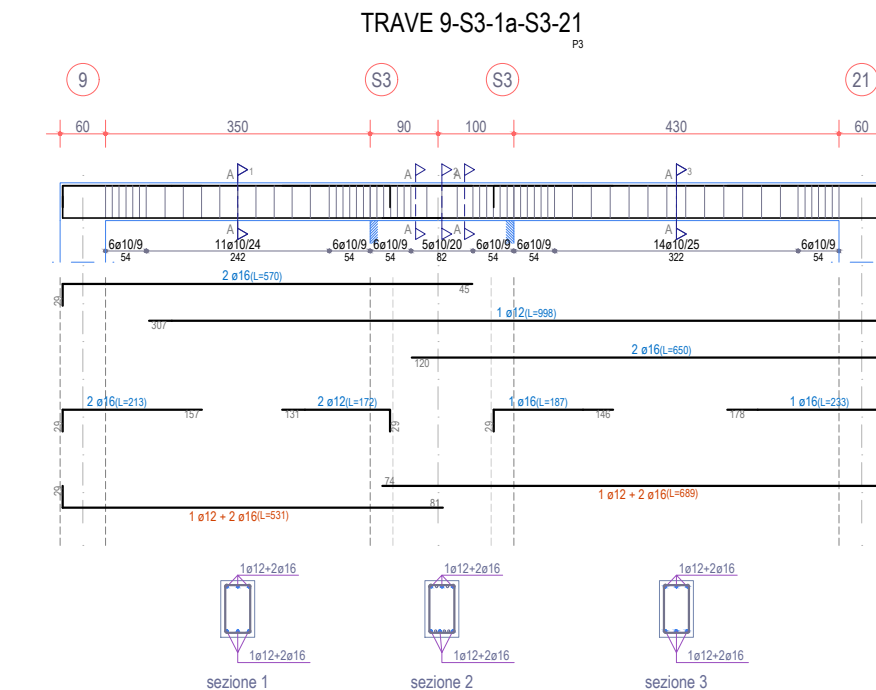 TRAVE 9-S3-1a-S3-21
P3
9 S3 S3 21
60 350 90 100 430 60
A 1 A 2 A A 3
A A A
6ø10/9 11ø10/24 6ø10/9 6ø10/9 5ø10/20 6ø10/9 6ø10/9 14ø10/25 6ø10/9
54 242 54 54 82 54 54 322 54
2 ø16(L=570)
29 45
1 ø12(L=998)
307
2 ø16(L=650)
120
2 ø16(L=213) 2 ø12(L=172) 1 ø16(L=187) 1 ø16(L=233)
29 157 131 29 29 146 178
74
29 1 ø12 + 2 ø16(L=689)
81
1 ø12 + 2 ø16(L=531)
1ø12+2ø16 1ø12+2ø16 1ø12+2ø16
1ø12+2ø16 1ø12+2ø16 1ø12+2ø16
sezione 1 sezione 2 sezione 3